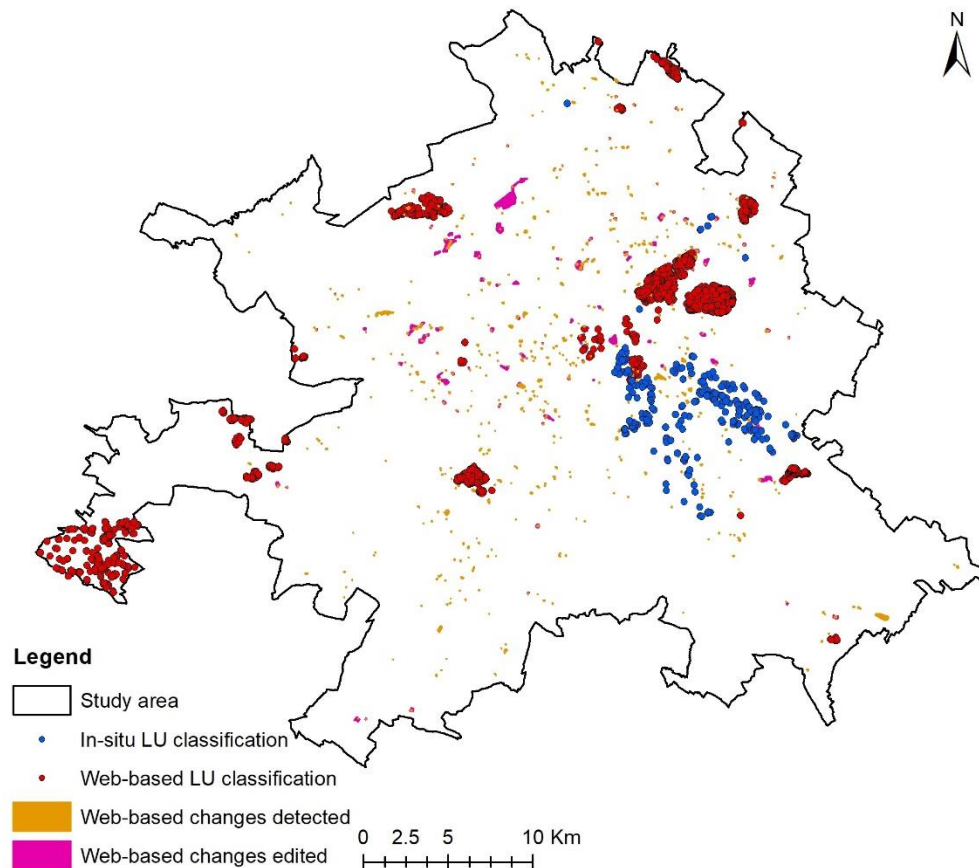 N
Legend
Study area
In-situ LU classification
Web-based LU classification
Web-based changes detected
Web-based changes edited
0 2.5 5 10 Km